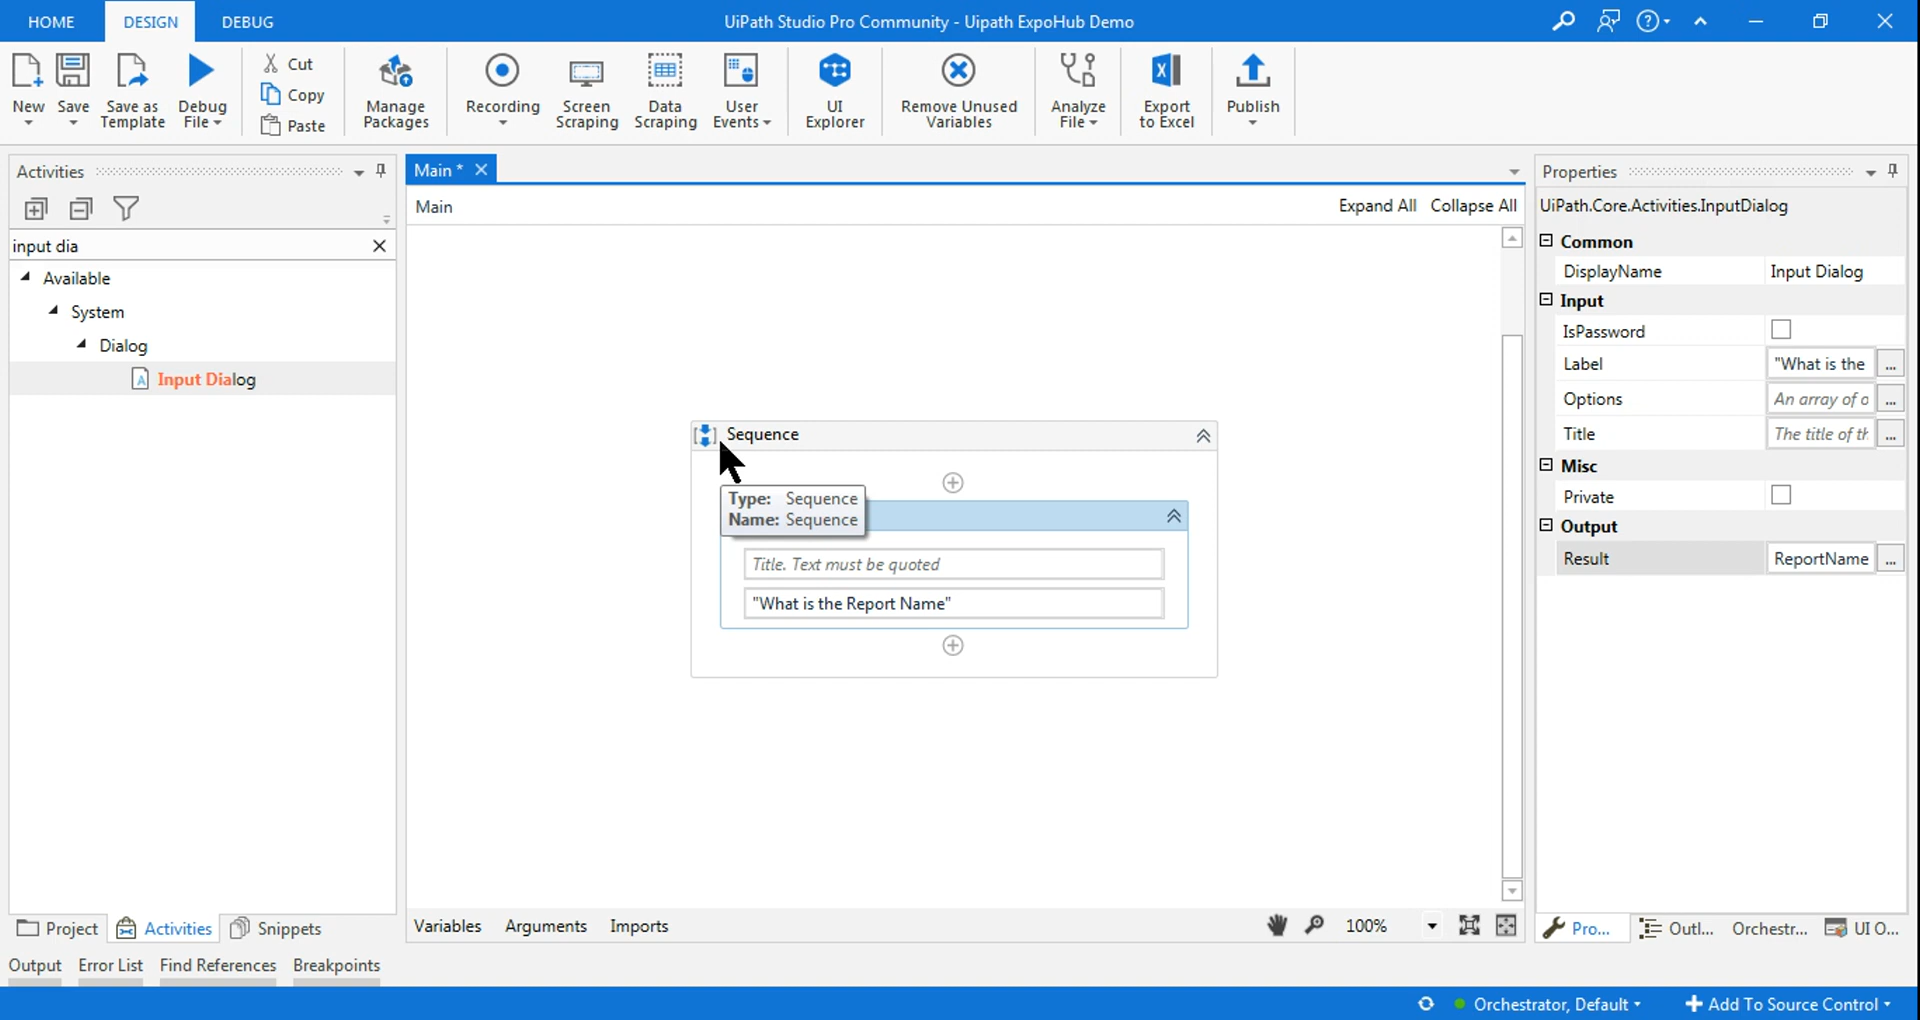 HOME DESIGN DEBUG UiPath Studio Pro Community - Uipath ExpoHub Demo
New
Save
Save as
Template
Debug
File
Cut
Copy
Paste
Manage
Packages
Recording
Screen
Scraping
Data
Scraping
User
Events
UI
Explorer
Remove Unused
Variables
Analyze
File
Export
to Excel
Publish
Activities
input dia
Available
System
Dialog
Input Dialog
Main *
Main Expand All Collapse All
Sequence
Type: Sequence
Name: Sequence
Title. Text must be quoted
"What is the Report Name"
Properties
UiPath.Core.Activities.InputDialog
Common
DisplayName Input Dialog
Input
IsPassword
Label "What is the ...
Options An array of o ...
Title The title of th ...
Misc
Private
Output
Result ReportName ...
Project Activities Snippets
Variables Arguments Imports 100%
Pro... Outl... Orchestr... UI O...
Output Error List Find References Breakpoints
Orchestrator, Default Add To Source Control